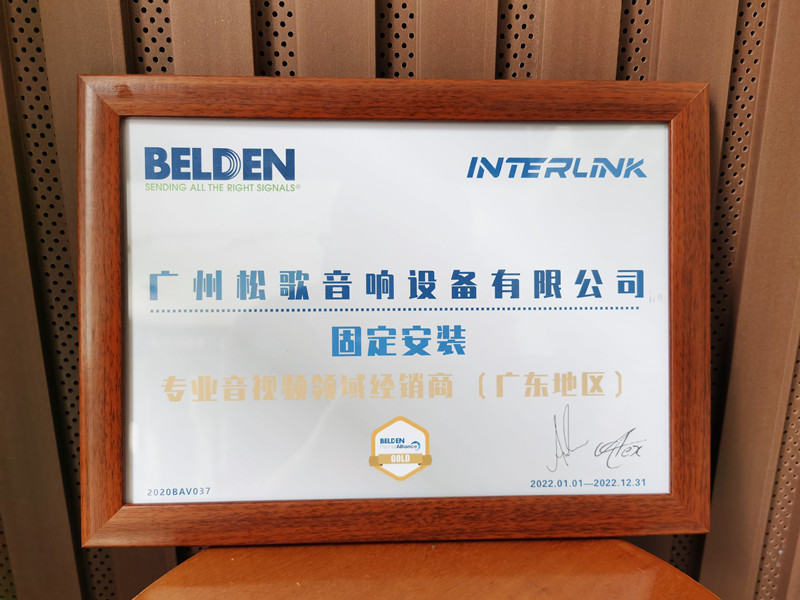 BELDEN
SENDING ALL THE RIGHT SIGNALS®
INTERLINK
广州松歌音响设备有限公司
固定安装
专业音视频领域经销商（广东地区）
BELDEN
Alliance
GOLD
Alex
2020BAV037
2022.01.01—2022.12.31